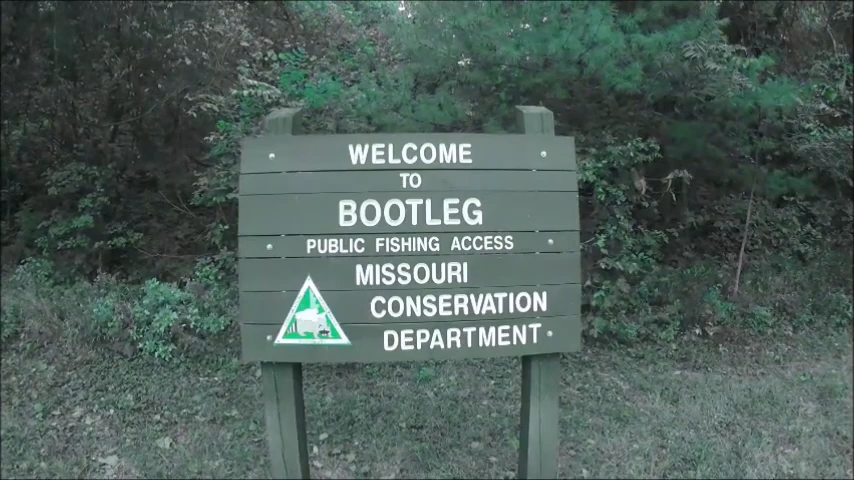 WELCOME
TO
BOOTLEG
PUBLIC FISHING ACCESS
MISSOURI
CONSERVATION
DEPARTMENT